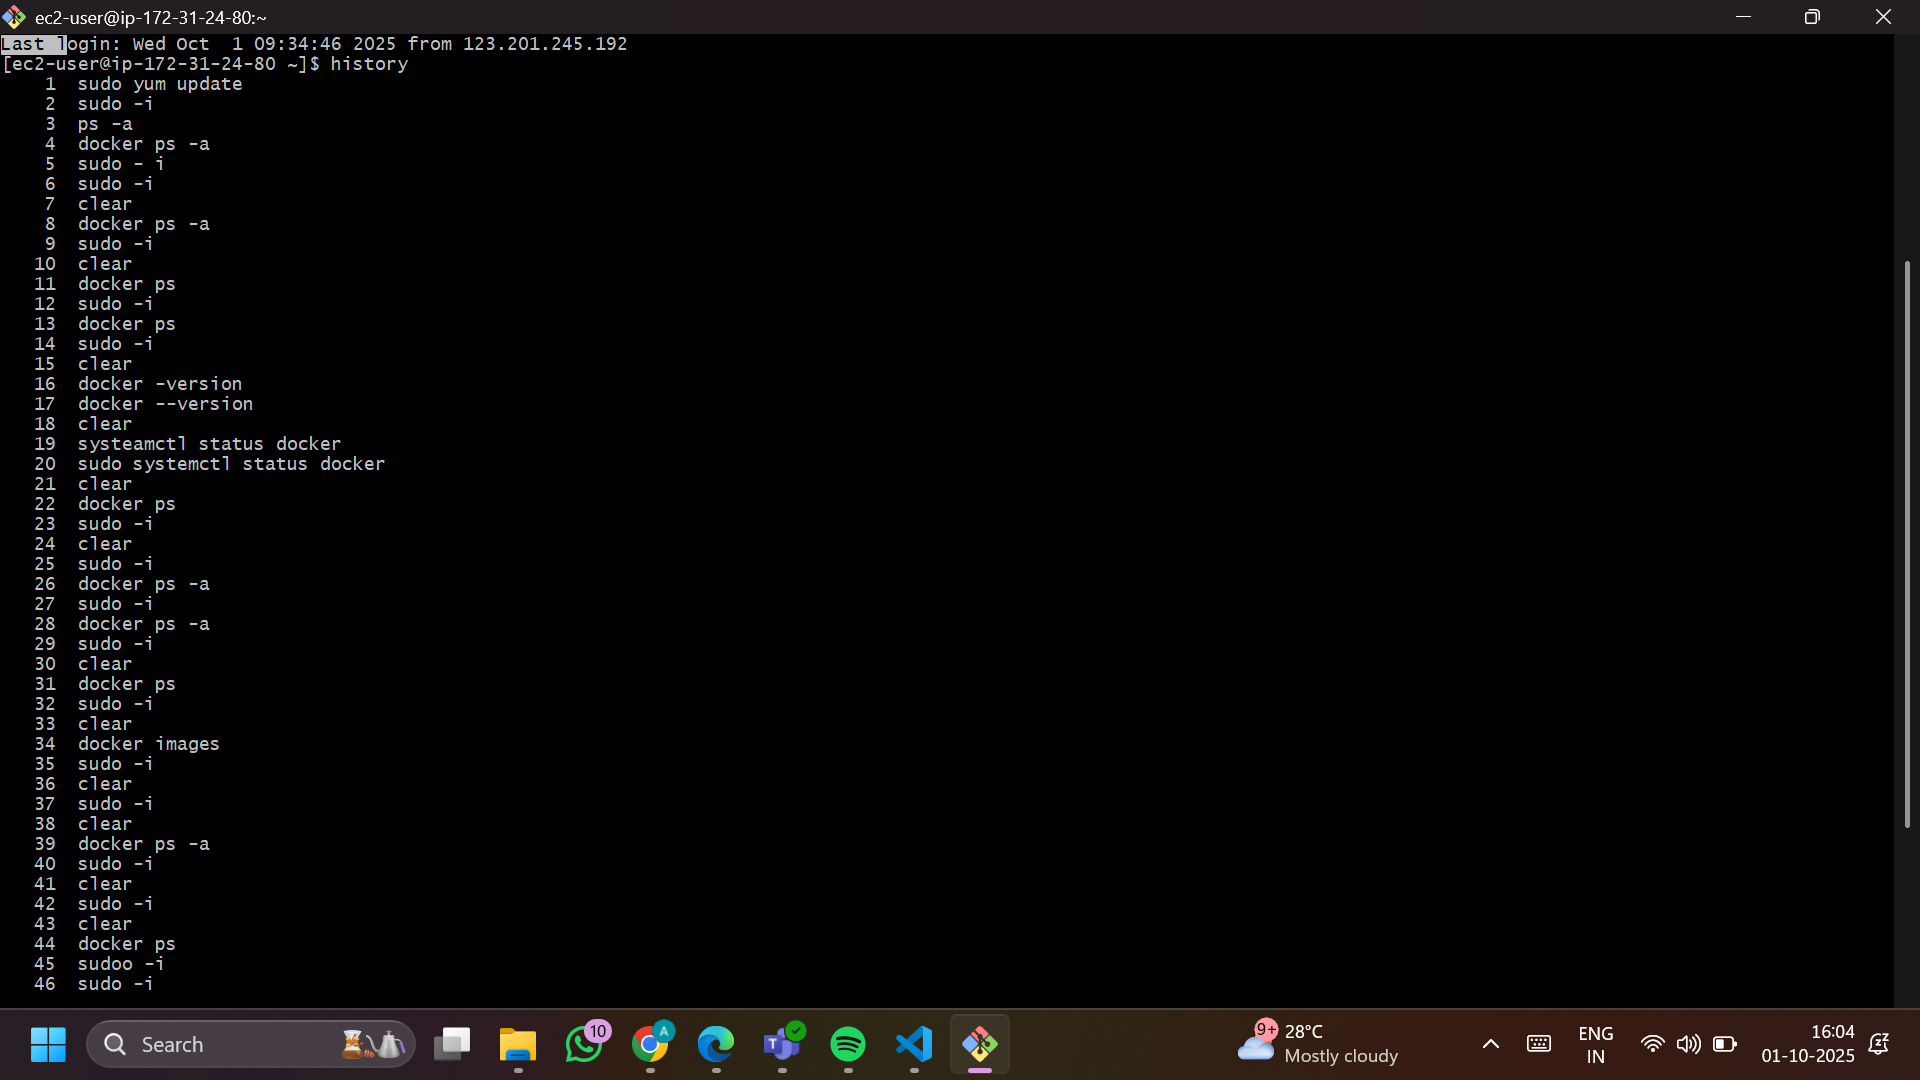 ec2-user@ip-172-31-24-80:~
Last login: Wed Oct  1 09:34:46 2025 from 123.201.245.192
[ec2-user@ip-172-31-24-80 ~]$ history
1  sudo yum update
2  sudo -i
3  ps -a
4  docker ps -a
5  sudo - i
6  sudo -i
7  clear
8  docker ps -a
9  sudo -i
10  clear
11  docker ps
12  sudo -i
13  docker ps
14  sudo -i
15  clear
16  docker -version
17  docker --version
18  clear
19  systeamctl status docker
20  sudo systemctl status docker
21  clear
22  docker ps
23  sudo -i
24  clear
25  sudo -i
26  docker ps -a
27  sudo -i
28  docker ps -a
29  sudo -i
30  clear
31  docker ps
32  sudo -i
33  clear
34  docker images
35  sudo -i
36  clear
37  sudo -i
38  clear
39  docker ps -a
40  sudo -i
41  clear
42  sudo -i
43  clear
44  docker ps
45  sudoo -i
46  sudo -i
Search
10
A
9+
28°C
Mostly cloudy
ENG
IN
16:04
01-10-2025